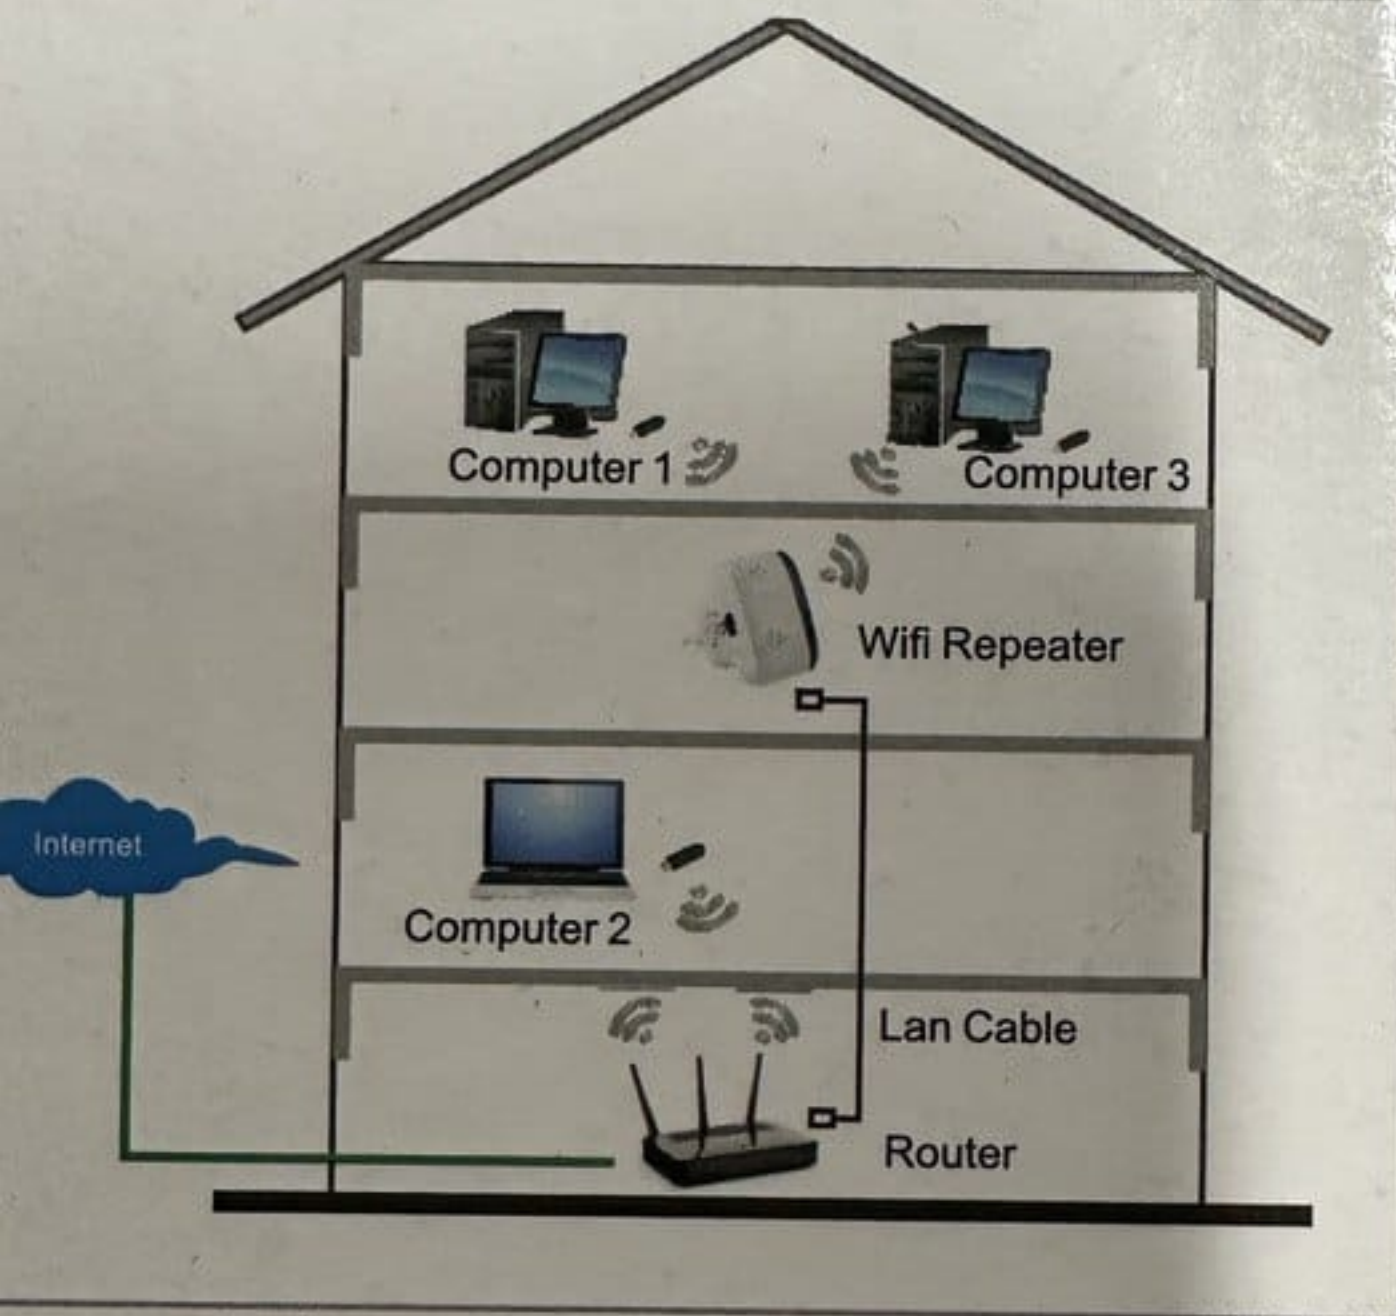 Computer 1
Computer 3
Wifi Repeater
Internet
Computer 2
Lan Cable
Router